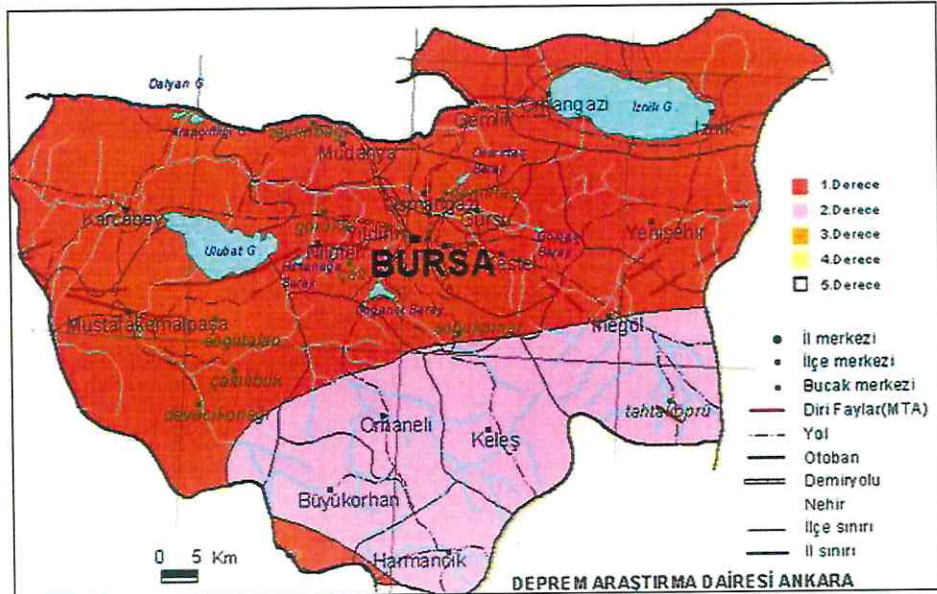 Dalyan G
Orhangazi
İznik G
İznik
Gemlik
Mudanya
Karcabey
Osmangazi
Gürsu
Yenişehir
Ulubat G
BURSA
Mustafakemalpaşa
İnegöl
tahtaköprü
Orhaneli
Keleş
Büyükorhan
Harmancık
1.Derece
2.Derece
3.Derece
4.Derece
5.Derece
İl merkezi
İlçe merkezi
Bucak merkezi
Diri Faylar(MTA)
Yol
Otoban
Demiryolu
Nehir
İlçe sınırı
İl sınırı
0 5 Km
DEPREM ARAŞTIRMA DAİRESİ ANKARA